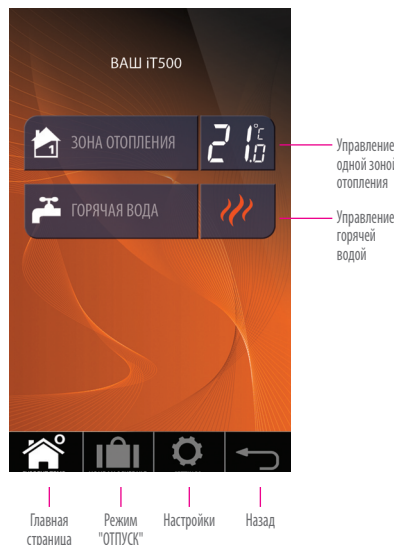 ВАШ iT500
1 ЗОНА ОТОПЛЕНИЯ 21.0 °C
ГОРЯЧАЯ ВОДА
Управление
одной зоной
отопления
Управление
горячей
водой
Главная
страница
Режим
"ОТПУСК"
Настройки
Назад